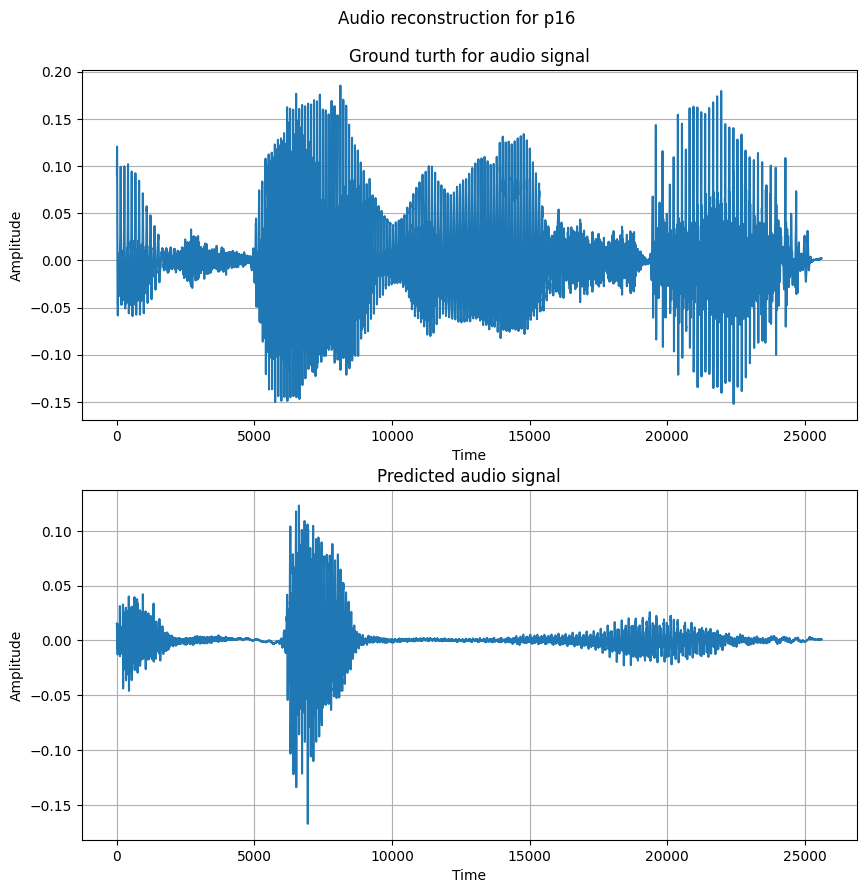 Audio reconstruction for p16
Ground turth for audio signal
0.20
0.15
0.10
0.05
0.00
−0.05
−0.10
−0.15
Amplitude
0 5000 10000 15000 20000 25000
Time
Predicted audio signal
0.10
0.05
0.00
−0.05
−0.10
−0.15
Amplitude
0 5000 10000 15000 20000 25000
Time